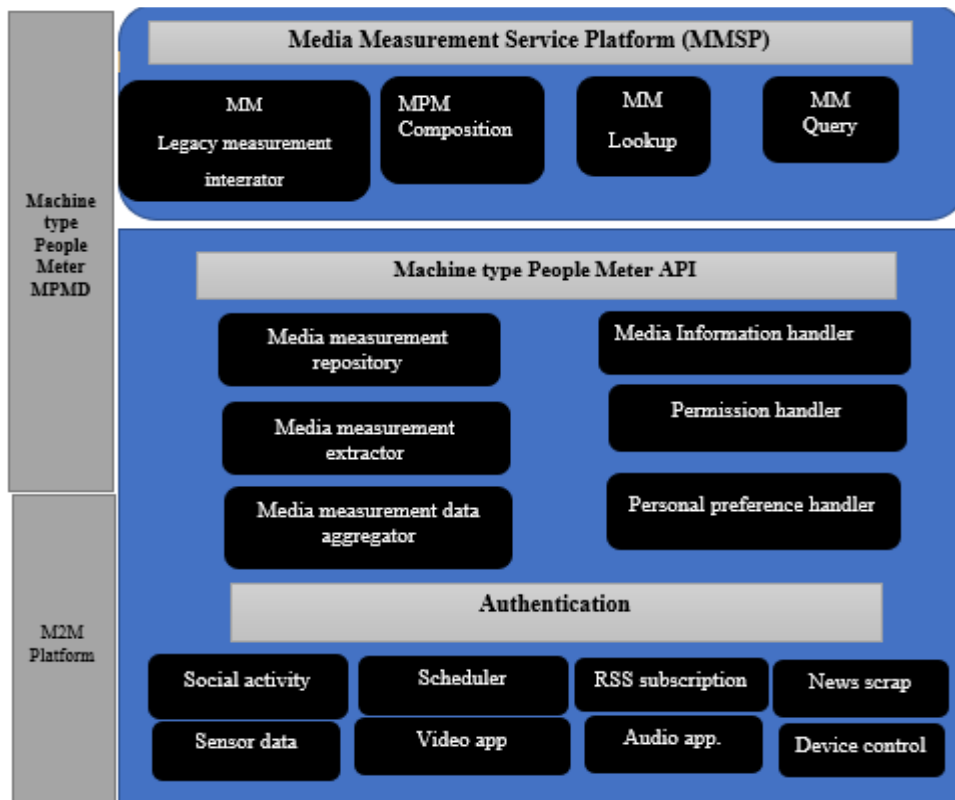 Media Measurement Service Platform (MMSP)
MM
Legacy measurement
integrator
MPM
Composition
MM
Lookup
MM
Query
Machine
type
People
Meter
MPMD
Machine type People Meter API
Media measurement
repository
Media Information handler
Media measurement
extractor
Permission handler
Media measurement data
aggregator
Personal preference handler
M2M
Platform
Authentication
Social activity
Scheduler
RSS subscription
News scrap
Sensor data
Video app
Audio app.
Device control